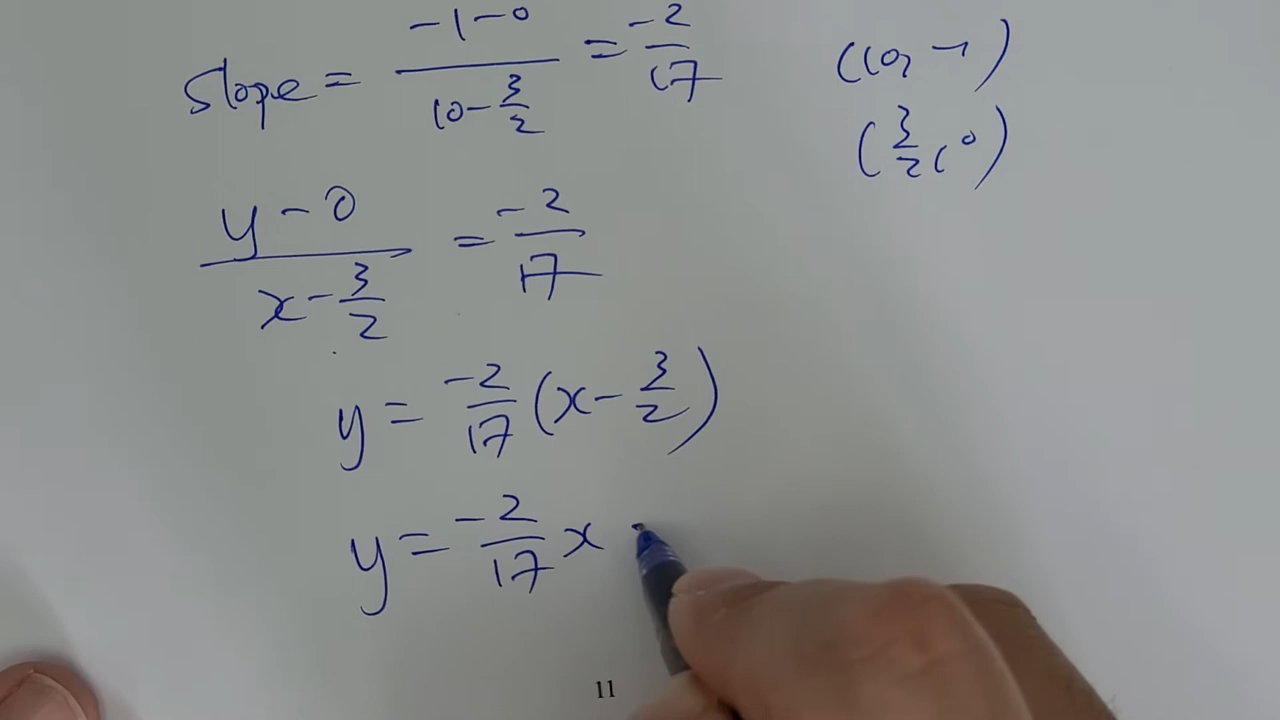 slope = (-1-0)/(10-3/2) = -2/17
(10, -1)
(3/2, 0)
(y-0)/(x-3/2) = -2/17
y = -2/17 (x-3/2)
y = -2/17 x
11